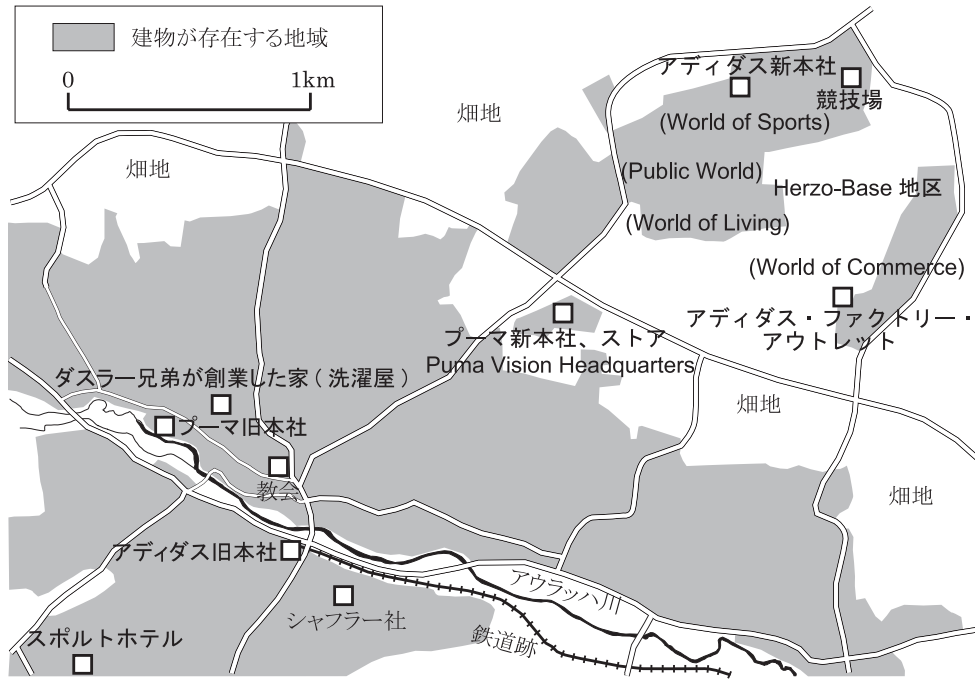 建物が存在する地域
0 1km
アディダス新本社
競技場
(World of Sports)
畑地
畑地
(Public World)
Herzo-Base 地区
(World of Living)
(World of Commerce)
アディダス・ファクトリー・
アウトレット
プーマ新本社、ストア
Puma Vision Headquarters
ダスラー兄弟が創業した家 ( 洗濯屋 )
プーマ旧本社
畑地
教会
畑地
アディダス旧本社
アウラッハ川
シャフラー社
鉄道跡
スポルトホテル